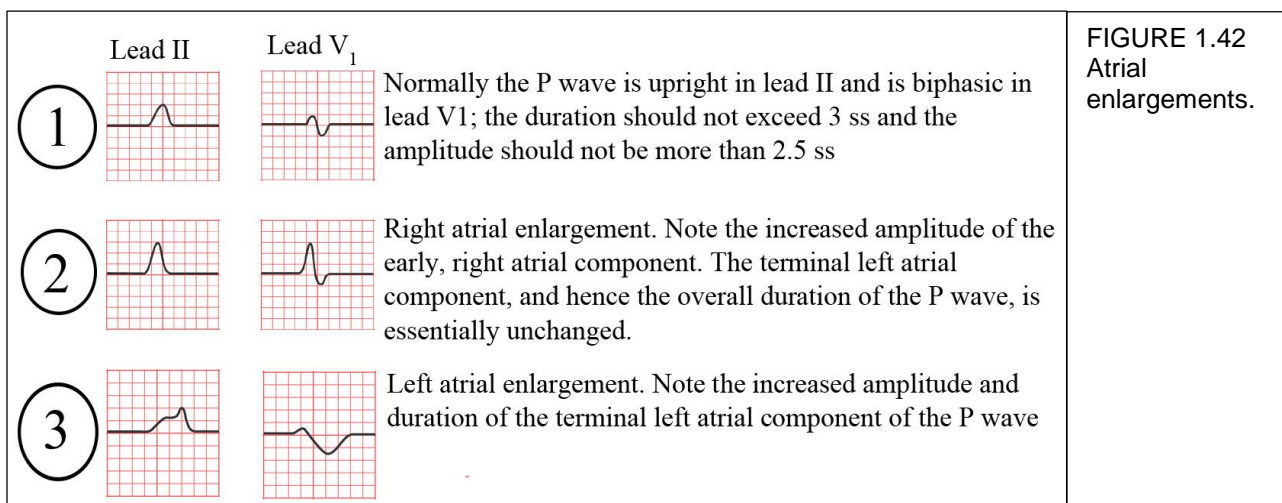 Lead II
Lead V1
1
Normally the P wave is upright in lead II and is biphasic in
lead V1; the duration should not exceed 3 ss and the
amplitude should not be more than 2.5 ss
2
Right atrial enlargement. Note the increased amplitude of the
early, right atrial component. The terminal left atrial
component, and hence the overall duration of the P wave, is
essentially unchanged.
3
Left atrial enlargement. Note the increased amplitude and
duration of the terminal left atrial component of the P wave
FIGURE 1.42
Atrial
enlargements.